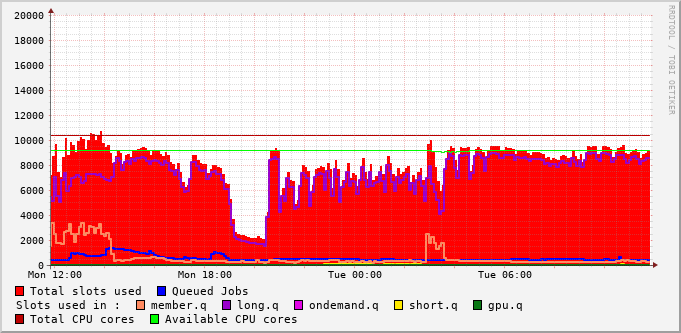 20000
18000
16000
14000
12000
10000
8000
6000
4000
2000
0
Mon 12:00 Mon 18:00 Tue 00:00 Tue 06:00
Total slots used Queued Jobs
Slots used in : member.q long.q ondemand.q short.q gpu.q
Total CPU cores Available CPU cores
RRDTOOL / TOBI OETIKER